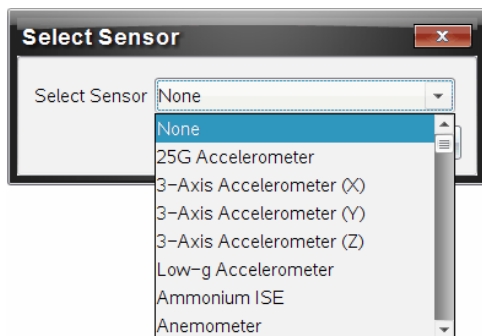 Select Sensor
Select Sensor None
None
25G Accelerometer
3-Axis Accelerometer (X)
3-Axis Accelerometer (Y)
3-Axis Accelerometer (Z)
Low-g Accelerometer
Ammonium ISE
Anemometer